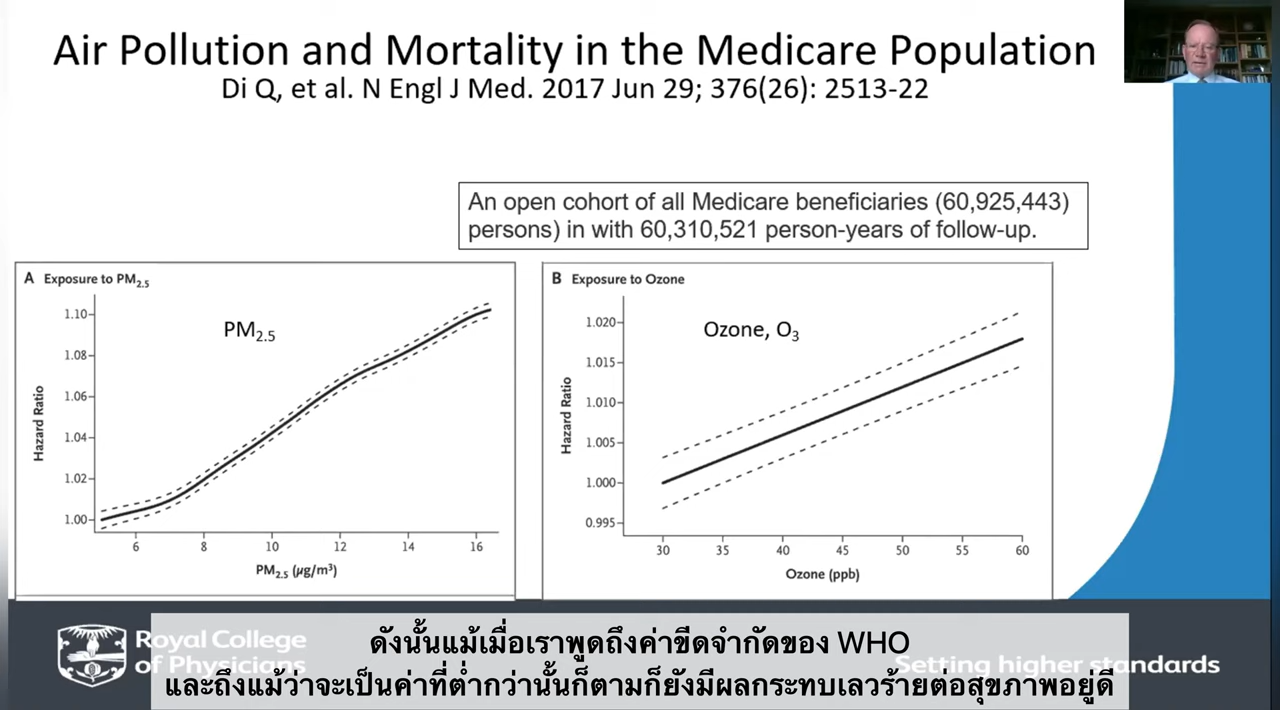 Air Pollution and Mortality in the Medicare Population
Di Q, et al. N Engl J Med. 2017 Jun 29; 376(26): 2513-22
An open cohort of all Medicare beneficiaries (60,925,443)
persons) in with 60,310,521 person-years of follow-up.
A Exposure to PM2.5
PM2.5
Hazard Ratio
1.10
1.08
1.06
1.04
1.02
1.00
6 8 10 12 14 16
PM2.5 (µg/m³)
B Exposure to Ozone
Ozone, O3
Hazard Ratio
1.020
1.015
1.010
1.005
1.000
0.995
30 35 40 45 50 55 60
Ozone (ppb)
Royal College
of Physicians
Setting higher standards
ดังนั้นแม้เมื่อเราพูดถึงค่าขีดจำกัดของ WHO
และถึงแม้ว่าจะเป็นค่าที่ต่ำกว่านั้นก็ตามก็ยังมีผลกระทบเลวร้ายต่อสุขภาพอยู่ดี